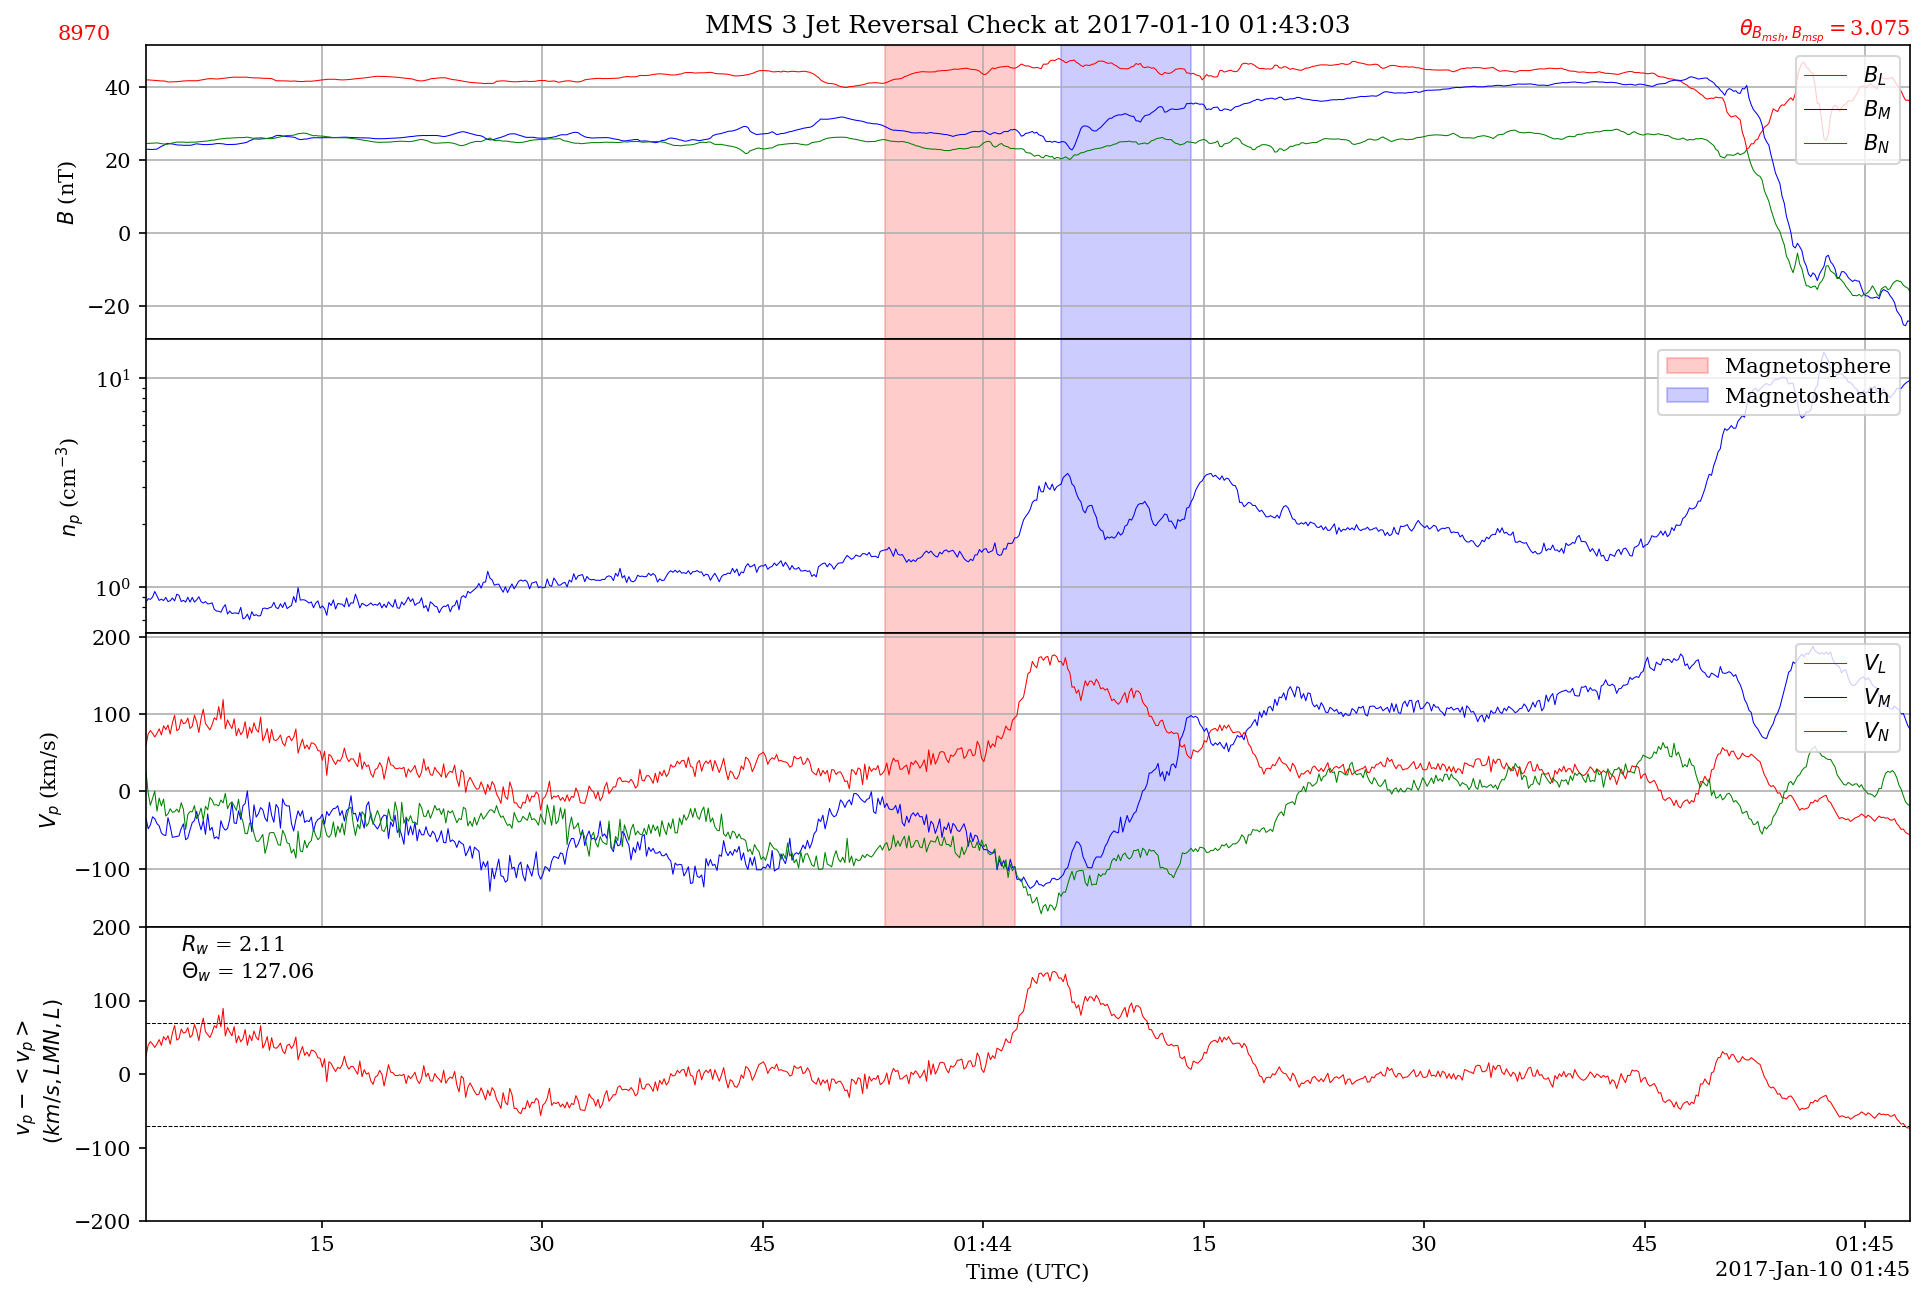 8970
MMS 3 Jet Reversal Check at 2017-01-10 01:43:03
θ_{B_{msh}, B_{msp}} = 3.075
B (nT)
40
20
0
−20
B_L
B_M
B_N
n_p (cm^{−3})
10^1
10^0
Magnetosphere
Magnetosheath
V_p (km/s)
200
100
0
−100
V_L
V_M
V_N
v_p − < v_p >
(km/s, LMN, L)
200
100
0
−100
−200
R_w = 2.11
Θ_w = 127.06
15 30 45 01:44 15 30 45 01:45
Time (UTC)
2017-Jan-10 01:45